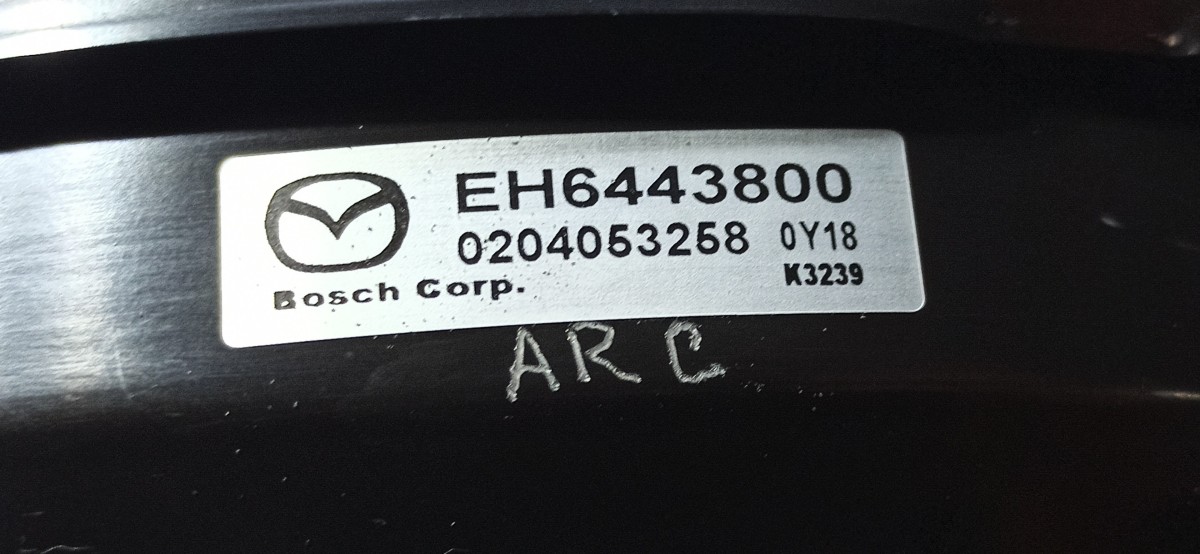 EH6443800
0204053258 0Y18
K3239
Bosch Corp.
ARC